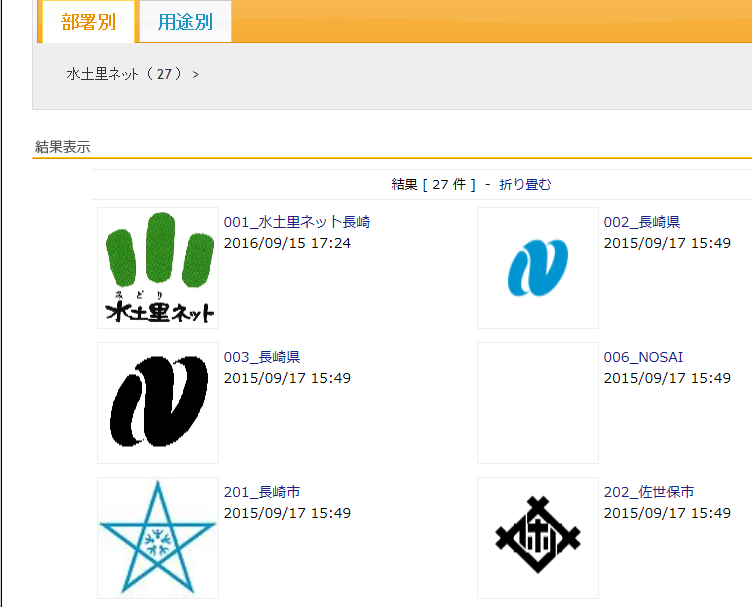 部署別 用途別
水土里ネット ( 27 ) >
結果表示
結果 [ 27 件 ] - 折り畳む
001_水土里ネット長崎
2016/09/15 17:24
みどり
水土里ネット
002_長崎県
2015/09/17 15:49
003_長崎県
2015/09/17 15:49
006_NOSAI
2015/09/17 15:49
201_長崎市
2015/09/17 15:49
202_佐世保市
2015/09/17 15:49